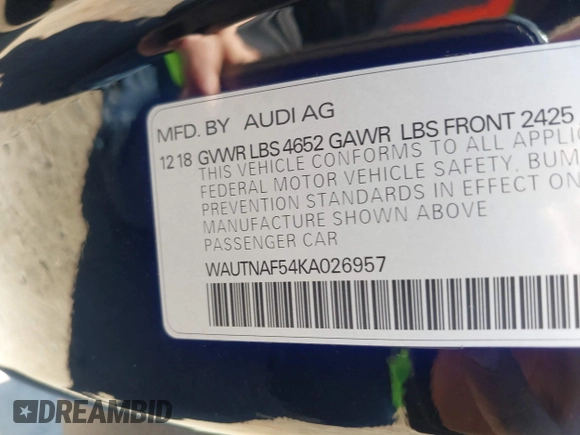 MFD. BY AUDI AG
12 18 GVWR LBS 4652 GAWR LBS FRONT 2425
THIS VEHICLE CONFORMS TO ALL APPLI
FEDERAL MOTOR VEHICLE SAFETY, BUM
PREVENTION STANDARDS IN EFFECT ON
MANUFACTURE SHOWN ABOVE
PASSENGER CAR
WAUTNAF54KA026957
DREAMBID